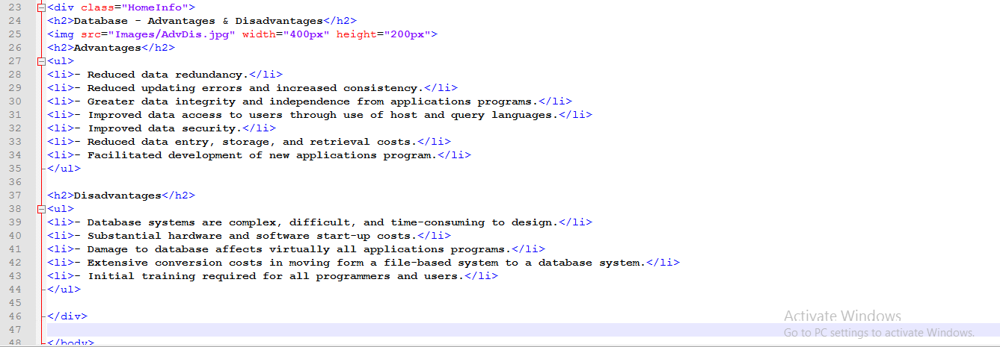 23 <div class="HomeInfo">
24 <h2>Database - Advantages & Disadvantages</h2>
25 <img src="Images/AdvDis.jpg" width="400px" height="200px">
26 <h2>Advantages</h2>
27 <ul>
28 <li>- Reduced data redundancy.</li>
29 <li>- Reduced updating errors and increased consistency.</li>
30 <li>- Greater data integrity and independence from applications programs.</li>
31 <li>- Improved data access to users through use of host and query languages.</li>
32 <li>- Improved data security.</li>
33 <li>- Reduced data entry, storage, and retrieval costs.</li>
34 <li>- Facilitated development of new applications program.</li>
35 </ul>
36
37 <h2>Disadvantages</h2>
38 <ul>
39 <li>- Database systems are complex, difficult, and time-consuming to design.</li>
40 <li>- Substantial hardware and software start-up costs.</li>
41 <li>- Damage to database affects virtually all applications programs.</li>
42 <li>- Extensive conversion costs in moving form a file-based system to a database system.</li>
43 <li>- Initial training required for all programmers and users.</li>
44 </ul>
45
46 </div>
Activate Windows
47
Go to PC settings to activate Windows.
48 </body>